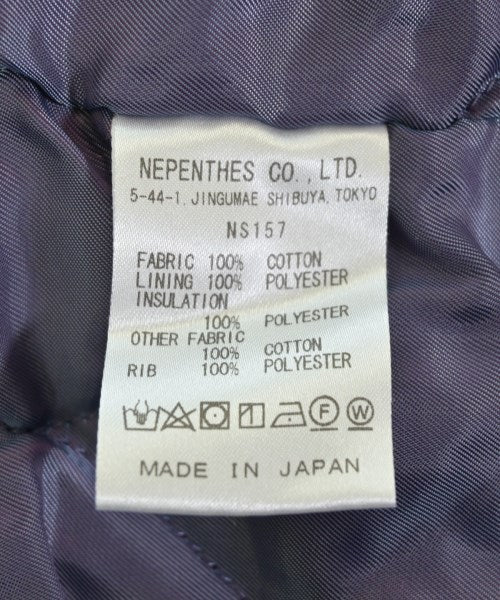 NEPENTHES CO., LTD.
5-44-1, JINGUMAE SHIBUYA, TOKYO
NS157
FABRIC 100% COTTON
LINING 100% POLYESTER
INSULATION
100% POLYESTER
OTHER FABRIC
100% COTTON
RIB 100% POLYESTER
F W
MADE IN JAPAN